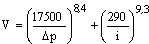 V = (17500 / Δp)^8,4 + (290 / i)^9,3